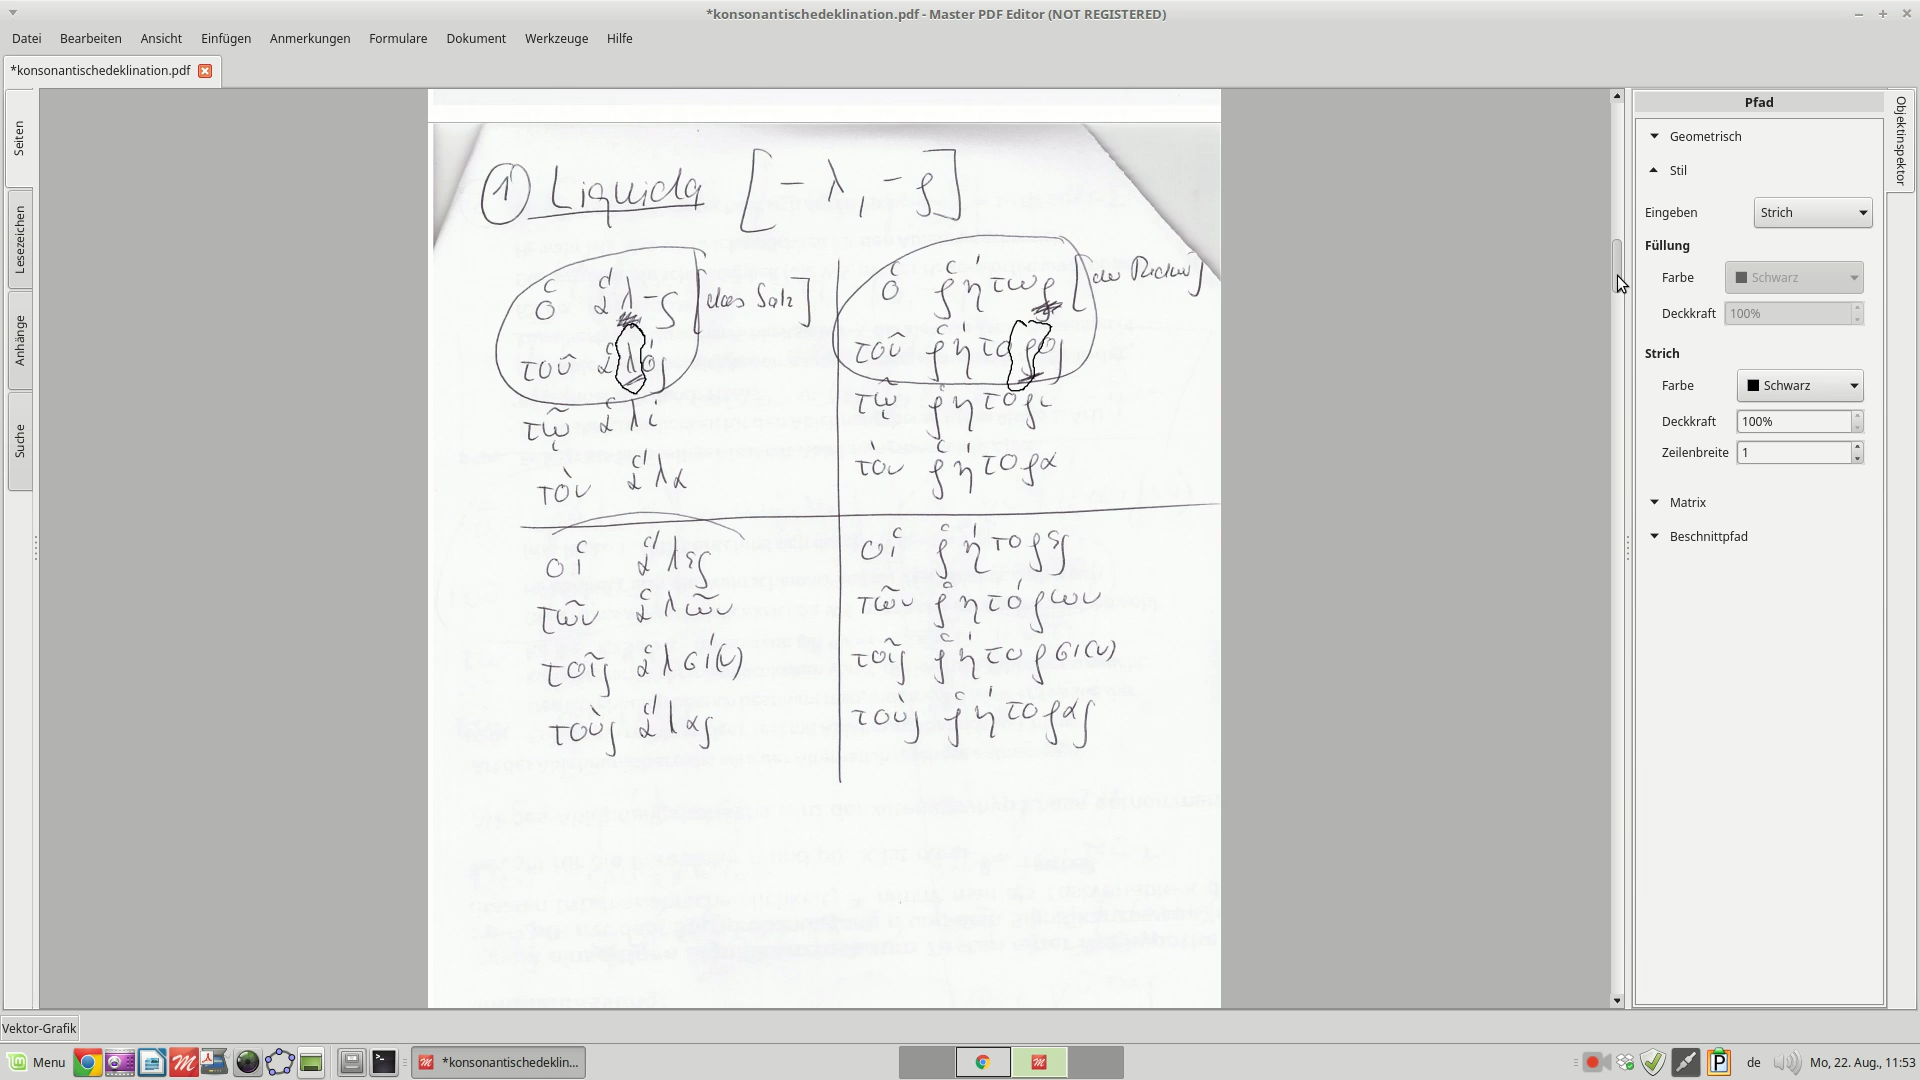 *konsonantischedeklination.pdf - Master PDF Editor (NOT REGISTERED)
Datei Bearbeiten Ansicht Einfügen Anmerkungen Formulare Dokument Werkzeuge Hilfe
*konsonantischedeklination.pdf
Seiten
Lesezeichen
Anhänge
Suche
① Liquida [- λ, - ρ]
ὁ ἅλ-ς [das Salz]
τοῦ ἁλός
τῷ ἁλί
τὸν ἅλα
οἱ ἅλες
τῶν ἁλῶν
τοῖς ἁλσί(ν)
τοὺς ἅλας
ὁ ῥήτωρ [der Redner]
τοῦ ῥήτορος
τῷ ῥήτορι
τὸν ῥήτορα
οἱ ῥήτορες
τῶν ῥητόρων
τοῖς ῥήτορσι(ν)
τοὺς ῥήτορας
Pfad
Geometrisch
Stil
Eingeben Strich
Füllung
Farbe Schwarz
Deckkraft 100%
Strich
Farbe Schwarz
Deckkraft 100%
Zeilenbreite 1
Matrix
Beschnittpfad
Objektinspektor
Vektor-Grafik
Menu *konsonantischedeklin... de Mo, 22. Aug., 11:53